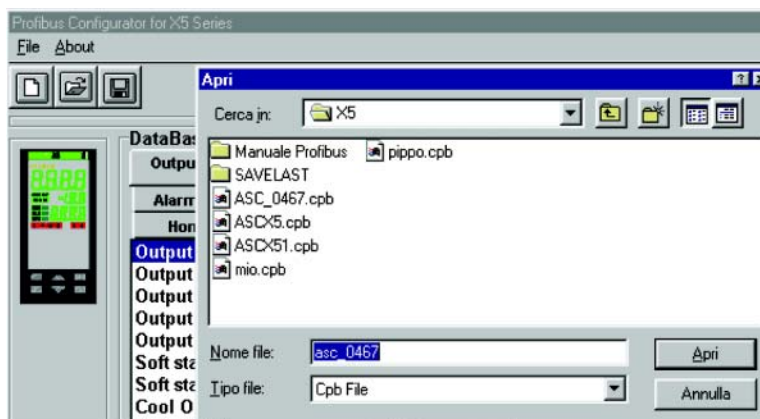 Profibus Configurator for X5 Series
File About
Apri
Cerca in: X5
Manuale Profibus
SAVELAST
ASC_0467.cpb
ASCX5.cpb
ASCX51.cpb
mio.cpb
pippo.cpb
Nome file: asc_0467
Apri
Tipo file: Cpb File
Annulla
DataBas
Outpu
Alarm
Hon
Output
Output
Output
Output
Output
Soft sta
Soft sta
Cool O